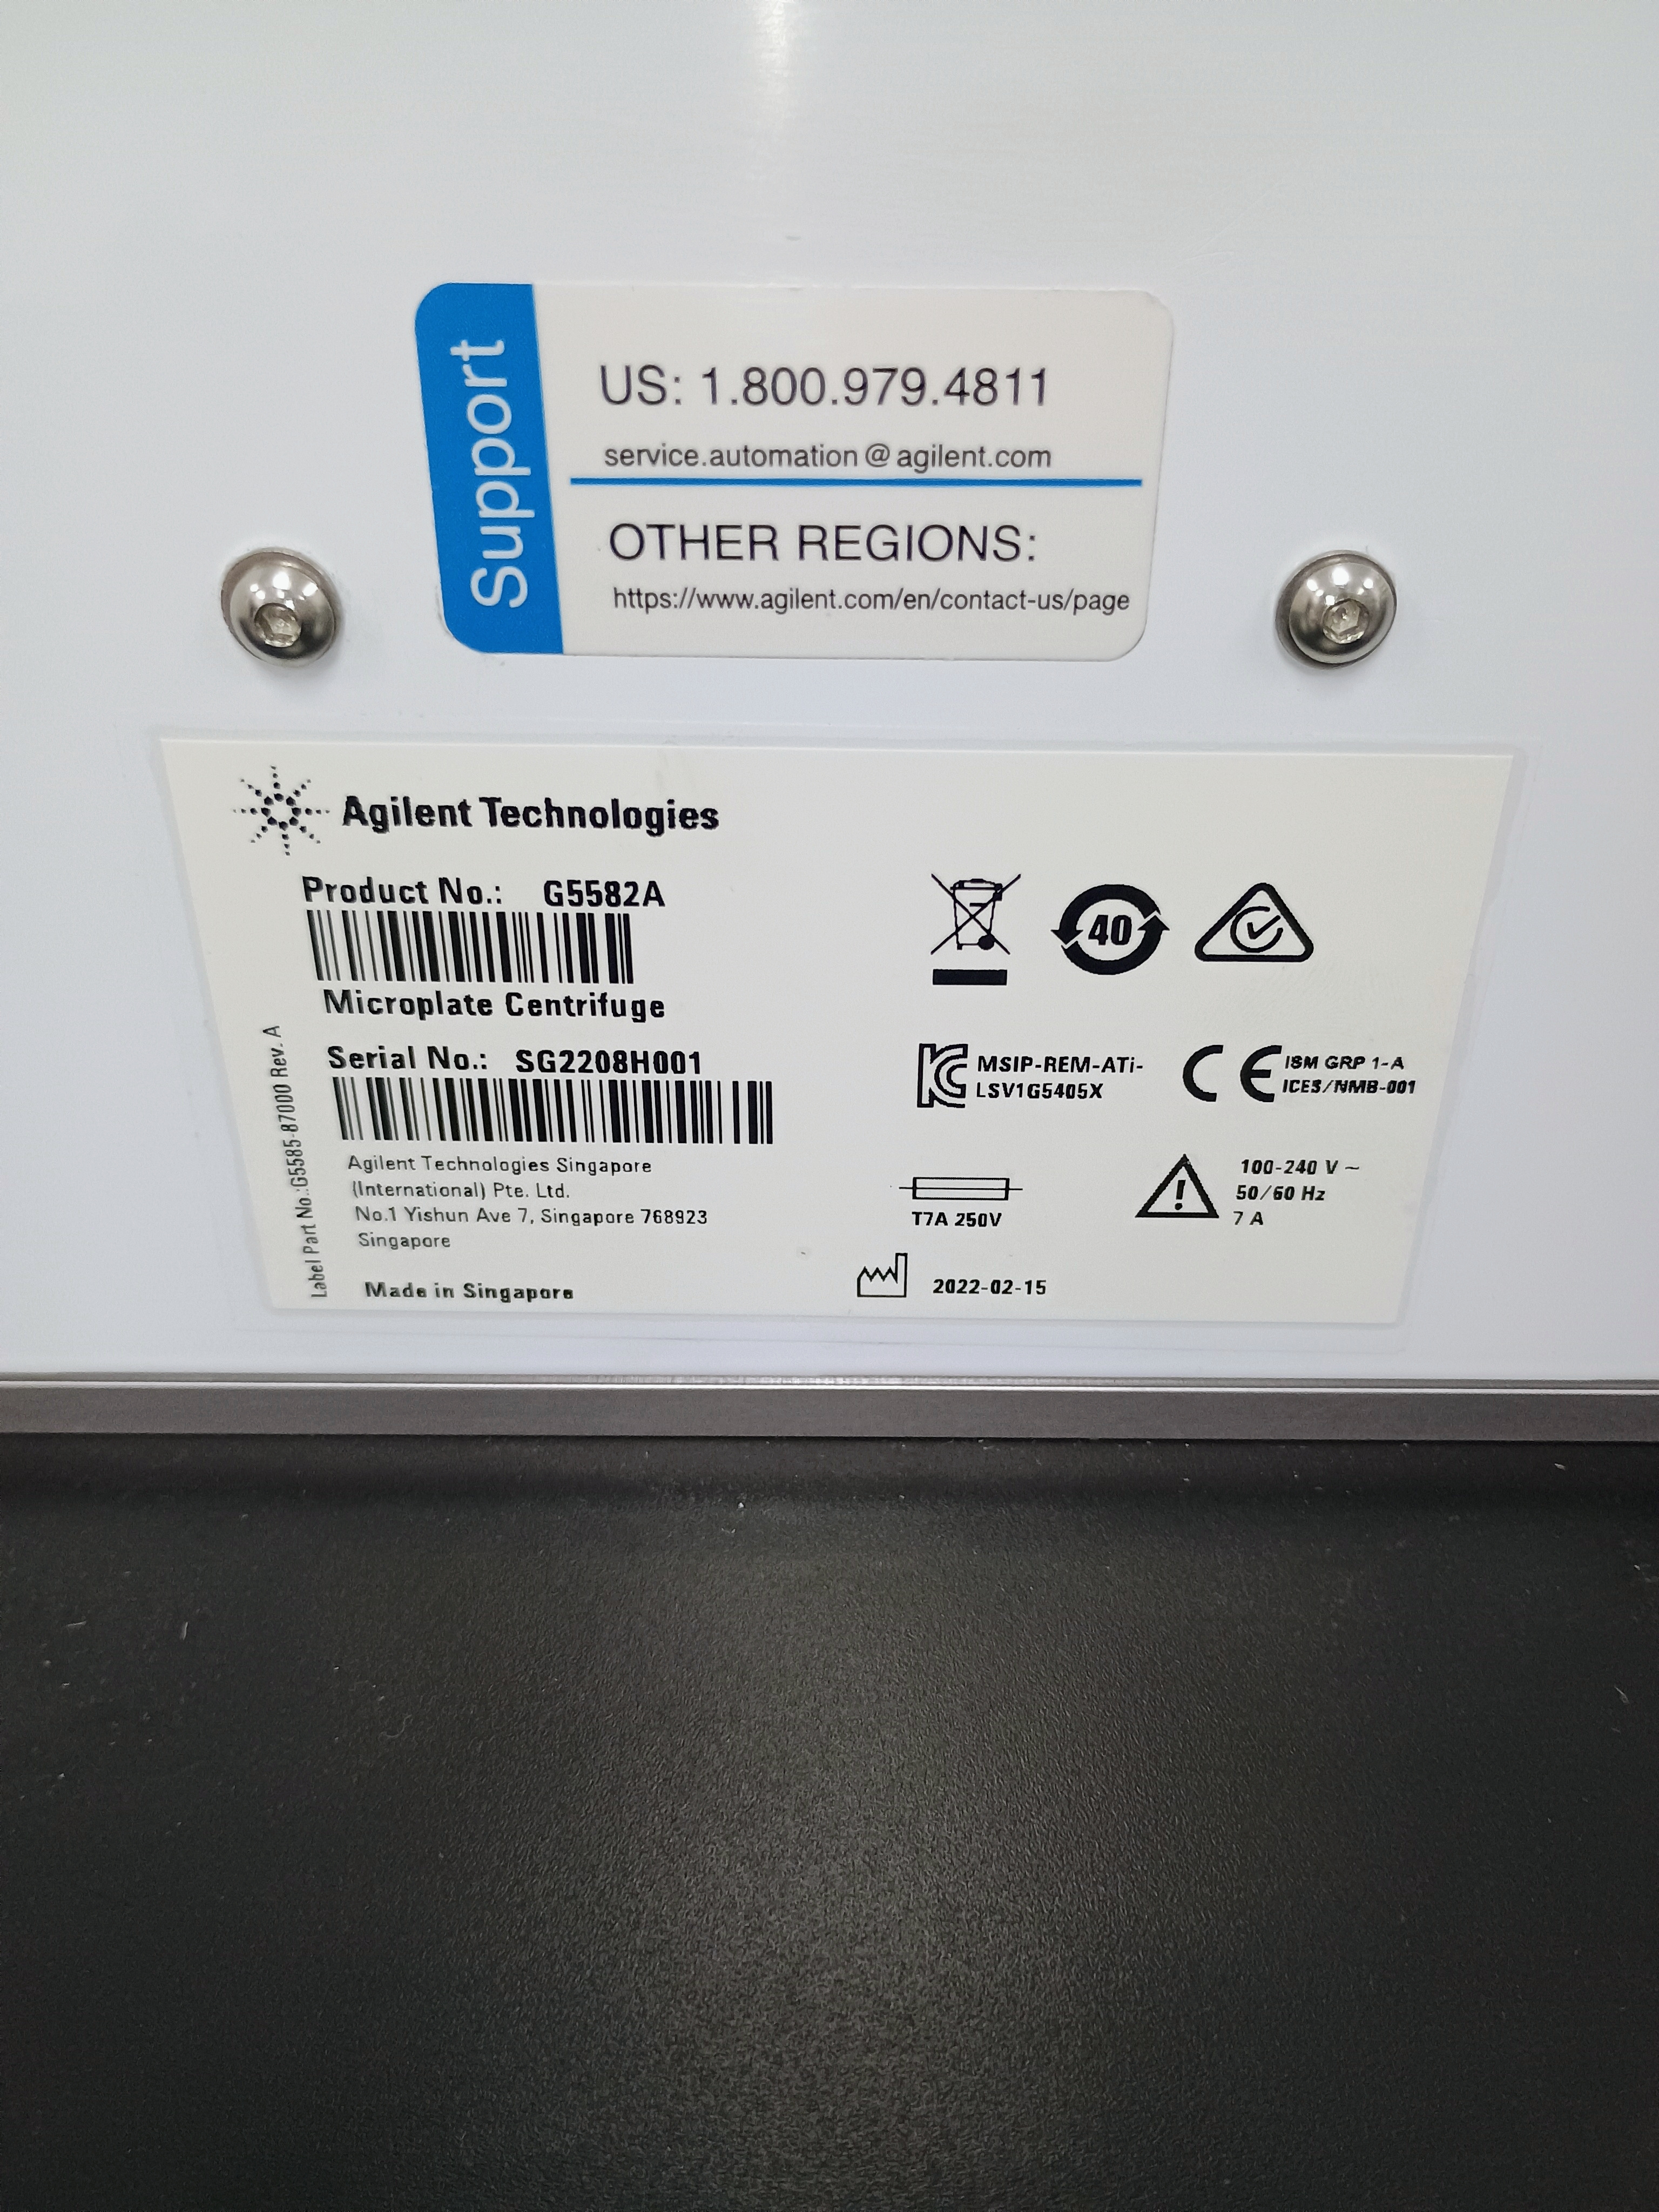 Support
US: 1.800.979.4811
service.automation@agilent.com
OTHER REGIONS:
https://www.agilent.com/en/contact-us/page
Agilent Technologies
Product No.: G5582A
Microplate Centrifuge
Serial No.: SG2208H001
Agilent Technologies Singapore
(International) Pte. Ltd.
No.1 Yishun Ave 7, Singapore 768923
Singapore
Made in Singapore
Label Part No.:G5585-87000 Rev. A
40
MSIP-REM-ATi-
LSV1G5405X
CE
ISM GRP 1-A
ICES/NMB-001
T7A 250V
100-240 V ~
50/60 Hz
7 A
2022-02-15